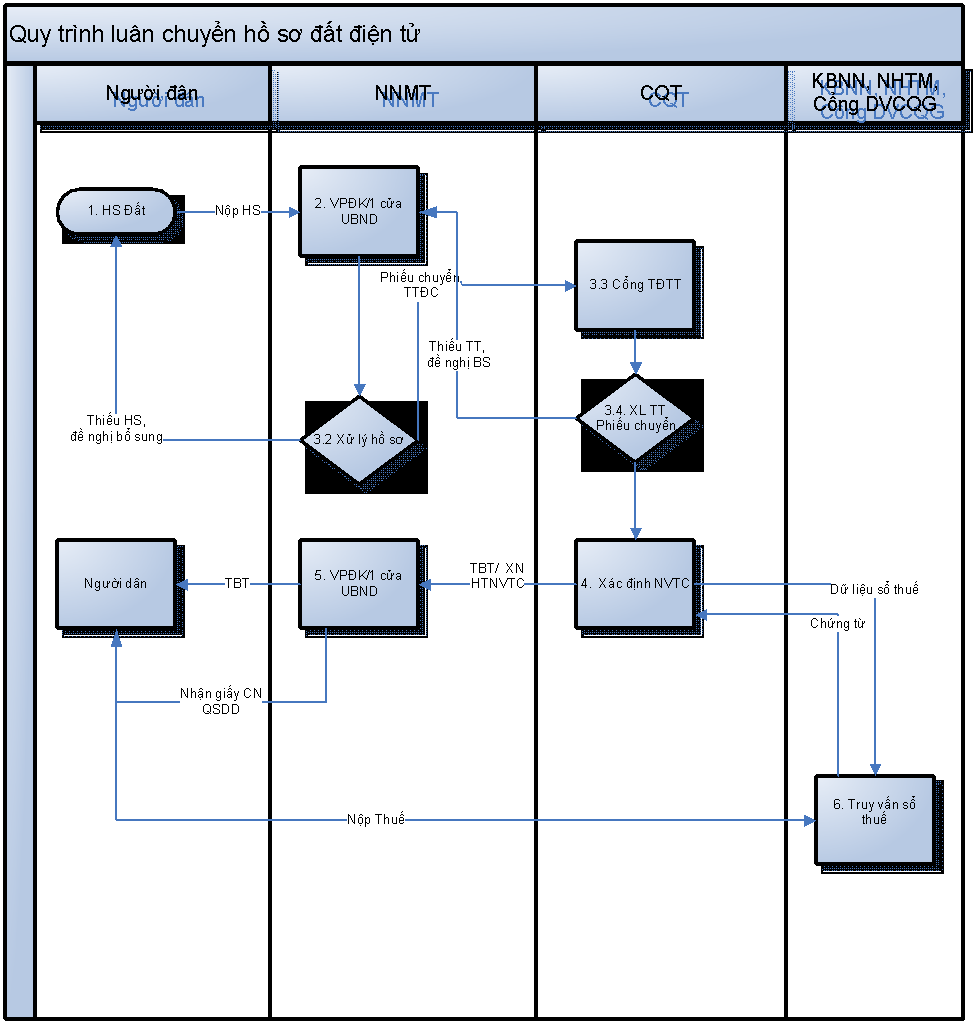 Quy trình luân chuyển hồ sơ đất điện tử
Người dân
NNMT
CQT
KBNN, NHTM,
Cổng DVCQG
1. HS Đất
Nộp HS
2. VPĐK/1 cửa
UBND
Phiếu chuyển,
TTĐC
3.3 Cổng TĐTT
Thiếu TT,
đề nghị BS
Thiếu HS,
đề nghị bổ sung
3.2 Xử lý hồ sơ
3.4. XL TT
Phiếu chuyển
Người dân
TBT
5. VPĐK/1 cửa
UBND
TBT/ XN
HTNVTC
4. Xác định NVTC
Dữ liệu sổ thuế
Chứng từ
Nhận giấy CN
QSDD
Nộp Thuế
6. Truy vấn sổ
thuế